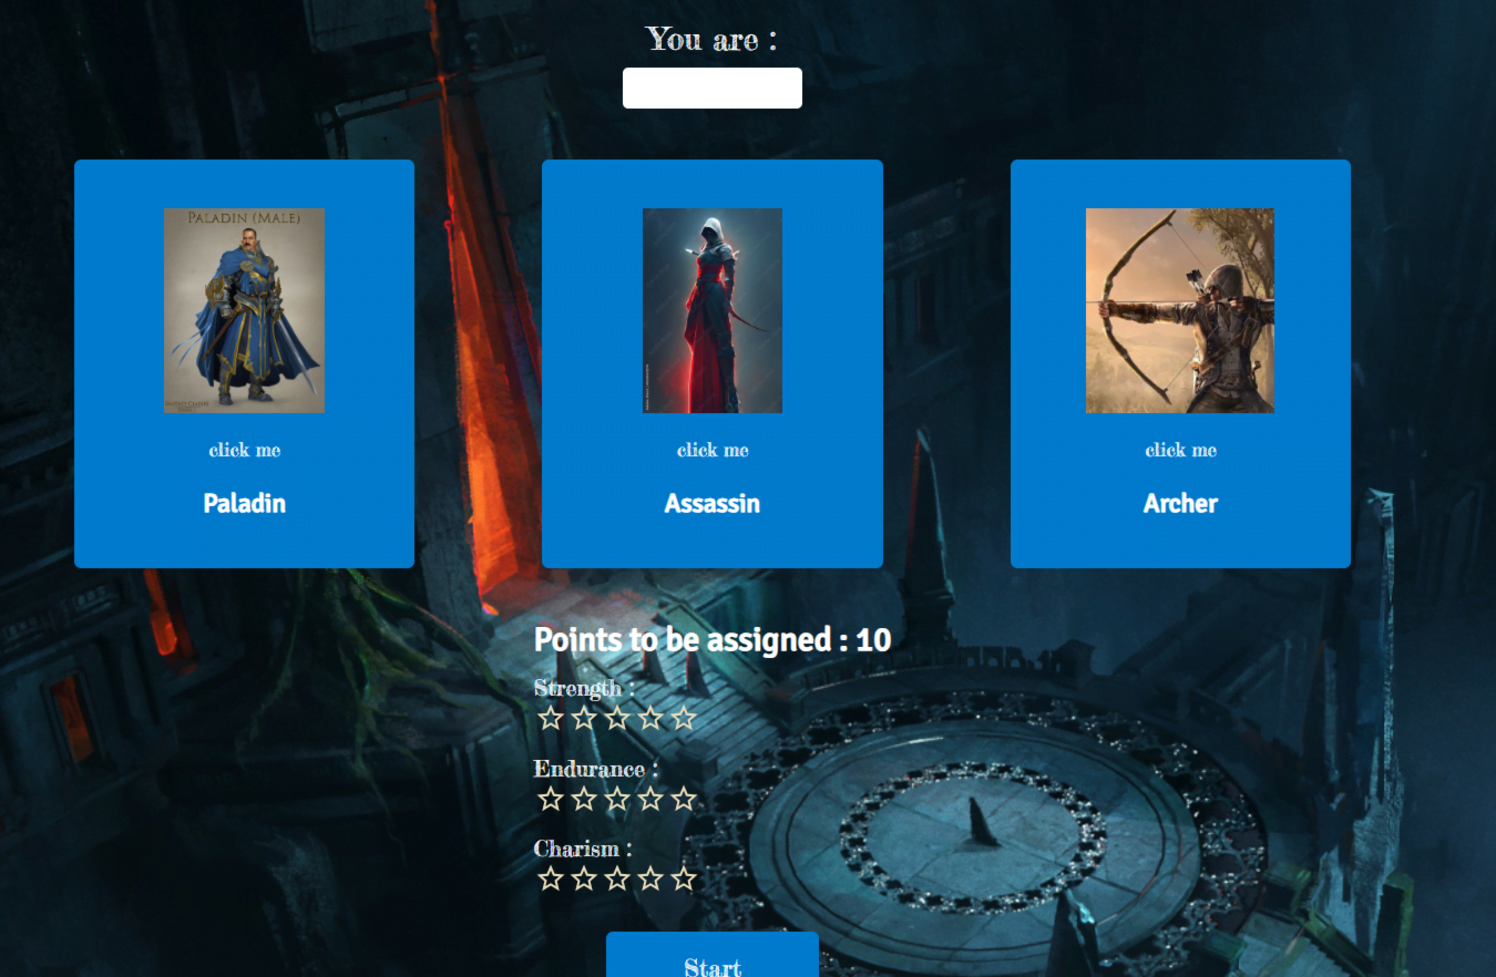 You are :
PALADIN (MALE)
click me
click me
click me
Paladin
Assassin
Archer
Points to be assigned : 10
Strength :
Endurance :
Charism :
Start